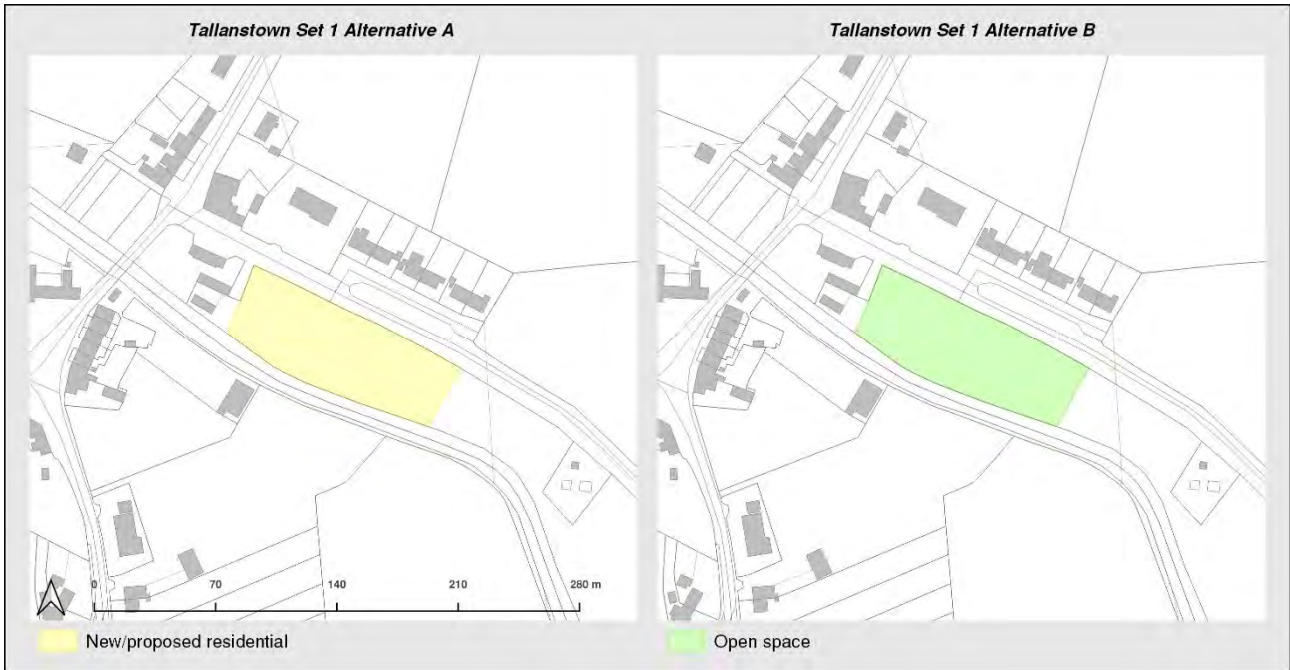 Tallanstown Set 1 Alternative A
Tallanstown Set 1 Alternative B
0 70 140 210 280 m
New/proposed residential
Open space